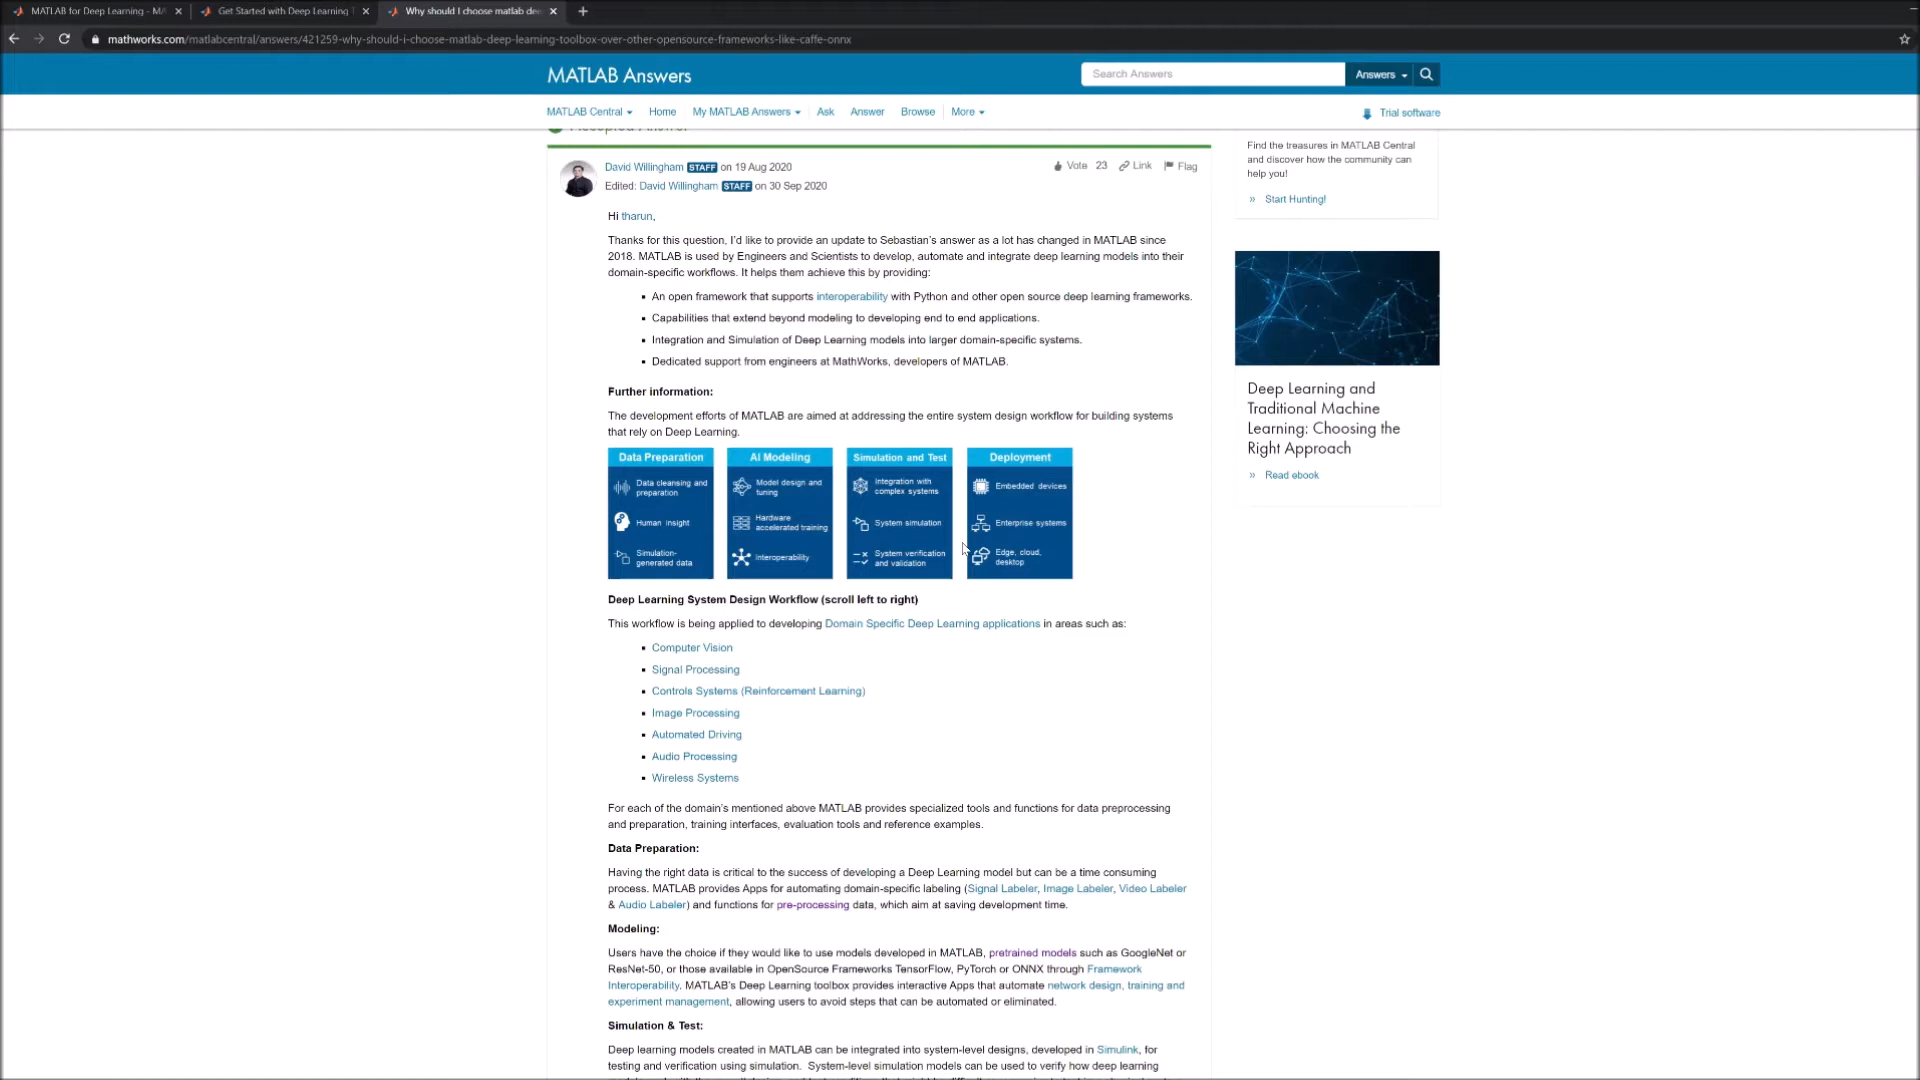 MATLAB for Deep Learning - MA
Get Started with Deep Learning T
Why should I choose matlab dee
mathworks.com/matlabcentral/answers/421259-why-should-i-choose-matlab-deep-learning-toolbox-over-other-opensource-frameworks-like-caffe-onnx
MATLAB Answers
Search Answers
Answers
MATLAB Central
Home
My MATLAB Answers
Ask
Answer
Browse
More
Trial software
Accepted Answer
David Willingham STAFF on 19 Aug 2020
Vote 23 Link Flag
Edited: David Willingham STAFF on 30 Sep 2020
Hi tharun,
Thanks for this question, I'd like to provide an update to Sebastian's answer as a lot has changed in MATLAB since
2018. MATLAB is used by Engineers and Scientists to develop, automate and integrate deep learning models into their
domain-specific workflows. It helps them achieve this by providing:
An open framework that supports interoperability with Python and other open source deep learning frameworks.
Capabilities that extend beyond modeling to developing end to end applications.
Integration and Simulation of Deep Learning models into larger domain-specific systems.
Dedicated support from engineers at MathWorks, developers of MATLAB.
Further information:
The development efforts of MATLAB are aimed at addressing the entire system design workflow for building systems
that rely on Deep Learning.
Data Preparation
Data cleansing and
preparation
Human insight
Simulation-
generated data
AI Modeling
Model design and
tuning
Hardware
accelerated training
Interoperability
Simulation and Test
Integration with
complex systems
System simulation
System verification
and validation
Deployment
Embedded devices
Enterprise systems
Edge, cloud,
desktop
Deep Learning System Design Workflow (scroll left to right)
This workflow is being applied to developing Domain Specific Deep Learning applications in areas such as:
Computer Vision
Signal Processing
Controls Systems (Reinforcement Learning)
Image Processing
Automated Driving
Audio Processing
Wireless Systems
For each of the domain's mentioned above MATLAB provides specialized tools and functions for data preprocessing
and preparation, training interfaces, evaluation tools and reference examples.
Data Preparation:
Having the right data is critical to the success of developing a Deep Learning model but can be a time consuming
process. MATLAB provides Apps for automating domain-specific labeling (Signal Labeler, Image Labeler, Video Labeler
& Audio Labeler) and functions for pre-processing data, which aim at saving development time.
Modeling:
Users have the choice if they would like to use models developed in MATLAB, pretrained models such as GoogleNet or
ResNet-50, or those available in OpenSource Frameworks TensorFlow, PyTorch or ONNX through Framework
Interoperability. MATLAB's Deep Learning toolbox provides interactive Apps that automate network design, training and
experiment management, allowing users to avoid steps that can be automated or eliminated.
Simulation & Test:
Deep learning models created in MATLAB can be integrated into system-level designs, developed in Simulink, for
testing and verification using simulation. System-level simulation models can be used to verify how deep learning
Find the treasures in MATLAB Central
and discover how the community can
help you!
» Start Hunting!
Deep Learning and
Traditional Machine
Learning: Choosing the
Right Approach
» Read ebook